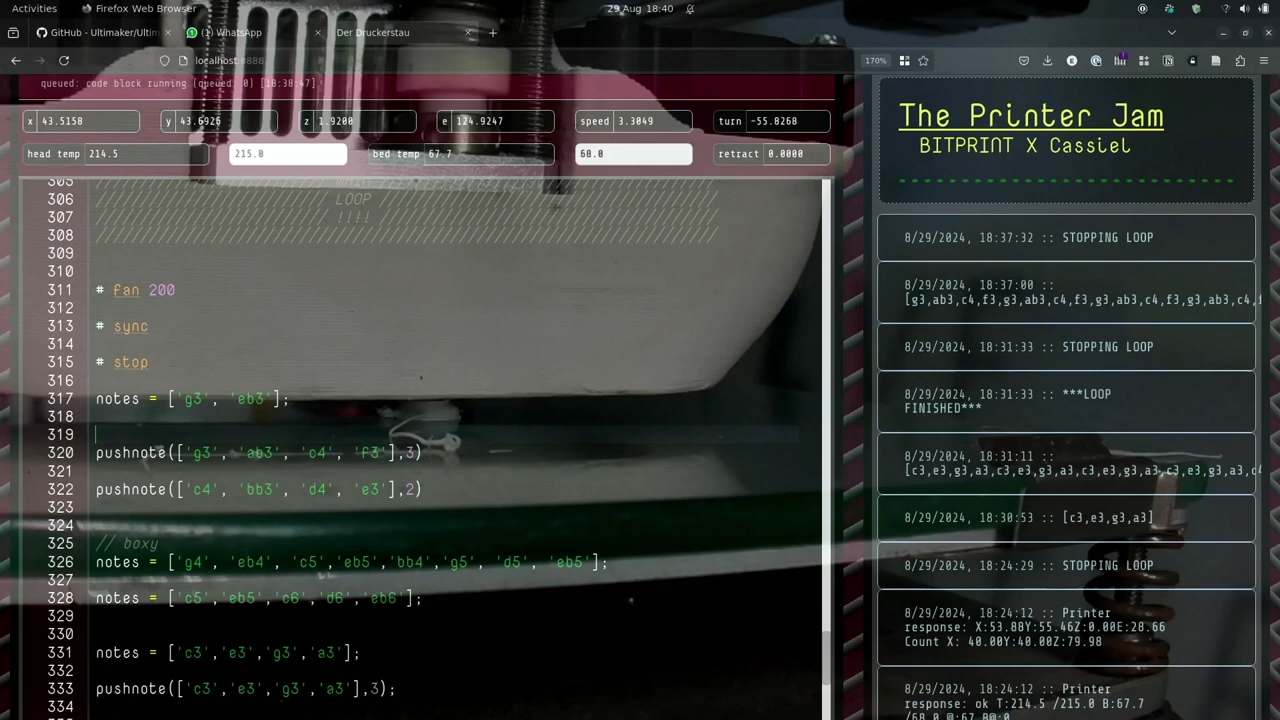 Activities
Firefox Web Browser
29 Aug 18:40
GitHub - Ultimaker/Ultim
(1) WhatsApp
Der Druckerstau
localhost:8888
170%
queued: code block running (queued: 0) [18:38:47]
x 43.5158
y 43.6926
z 1.9200
e 124.9247
speed 3.3049
turn -55.8268
head temp 214.5
215.0
bed temp 67.7
68.0
retract 0.0000
305
306 ////////////////////////////// LOOP //////////////////////////////////////
307 ////////////////////////////// !!!! //////////////////////////////////////
308 //////////////////////////////////////////////////////////////////////////
309
310
311 # fan 200
312
313 # sync
314
315 # stop
316
317 notes = ['g3', 'eb3'];
318
319
320 pushnote(['g3', 'ab3', 'c4', 'f3'],3)
321
322 pushnote(['c4', 'bb3', 'd4', 'e3'],2)
323
324
325 // boxy
326 notes = ['g4', 'eb4', 'c5','eb5','bb4','g5', 'd5', 'eb5'];
327
328 notes = ['c5','eb5','c6','d6','eb6'];
329
330
331 notes = ['c3','e3','g3','a3'];
332
333 pushnote(['c3','e3','g3','a3'],3);
334
The Printer Jam
BITPRINT X Cassiel
8/29/2024, 18:37:32 :: STOPPING LOOP
8/29/2024, 18:37:00 ::
[g3,ab3,c4,f3,g3,ab3,c4,f3,g3,ab3,c4,f3,g3,ab3,c4,f
8/29/2024, 18:31:33 :: STOPPING LOOP
8/29/2024, 18:31:33 :: ***LOOP
FINISHED***
8/29/2024, 18:31:11 ::
[c3,e3,g3,a3,c3,e3,g3,a3,c3,e3,g3,a3,c3,e3,g3,a3,c4
8/29/2024, 18:30:53 :: [c3,e3,g3,a3]
8/29/2024, 18:24:29 :: STOPPING LOOP
8/29/2024, 18:24:12 :: Printer
response: X:53.88Y:55.46Z:0.00E:28.66
Count X: 40.00Y:40.00Z:79.98
8/29/2024, 18:24:12 :: Printer
response: ok T:214.5 /215.0 B:67.7
/68.0 @:67 B@:0